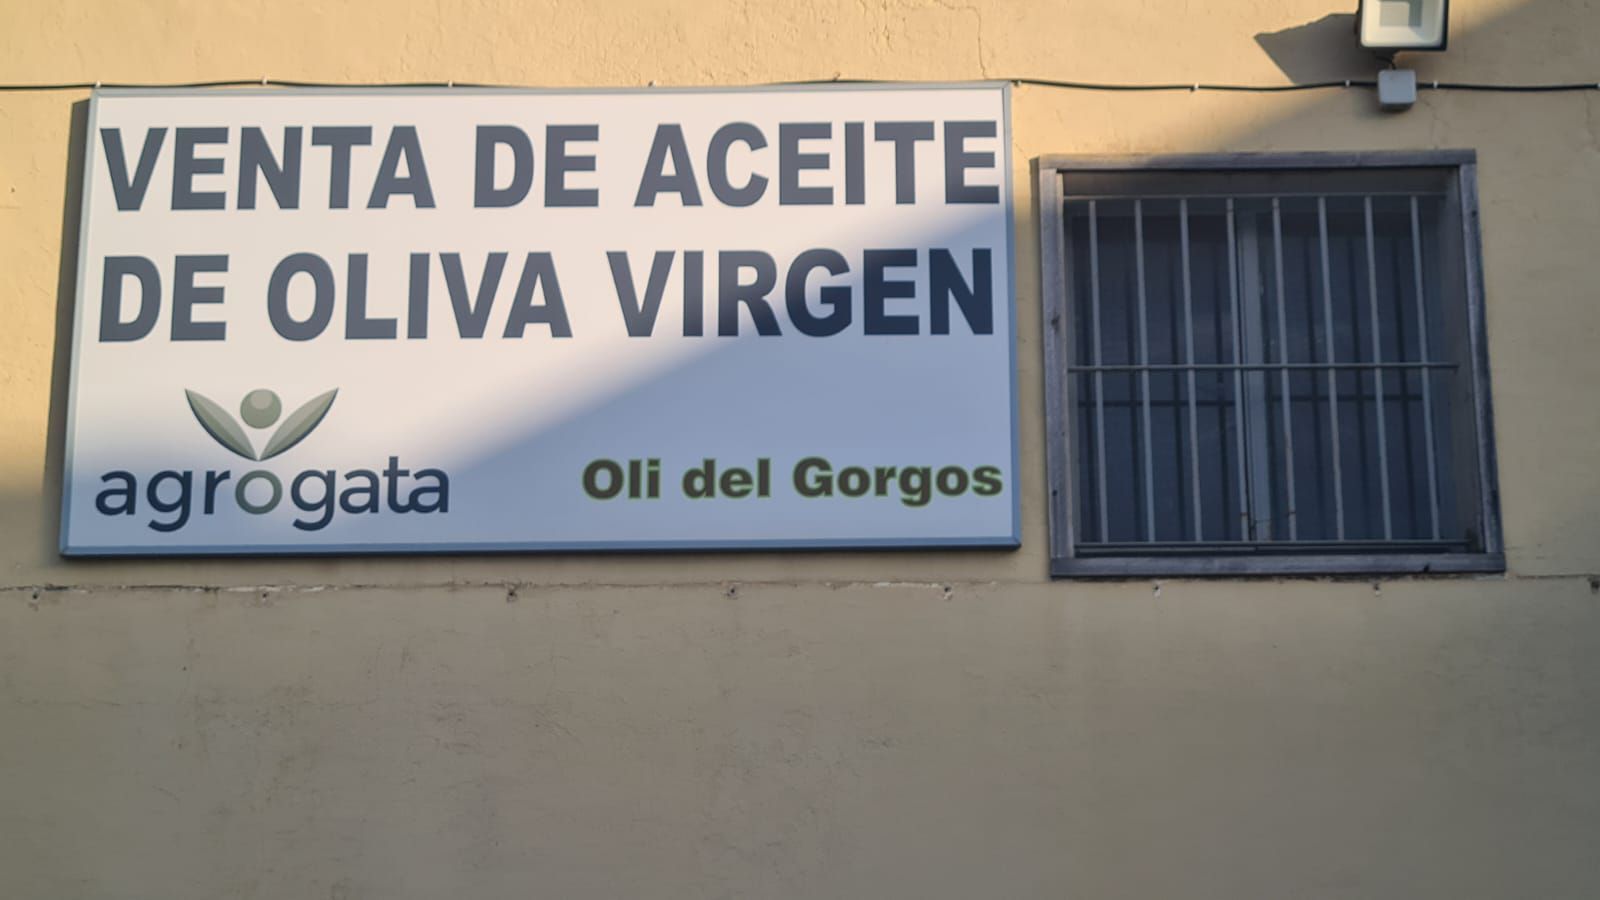 VENTA DE ACEITE
DE OLIVA VIRGEN
agrogata
Oli del Gorgos